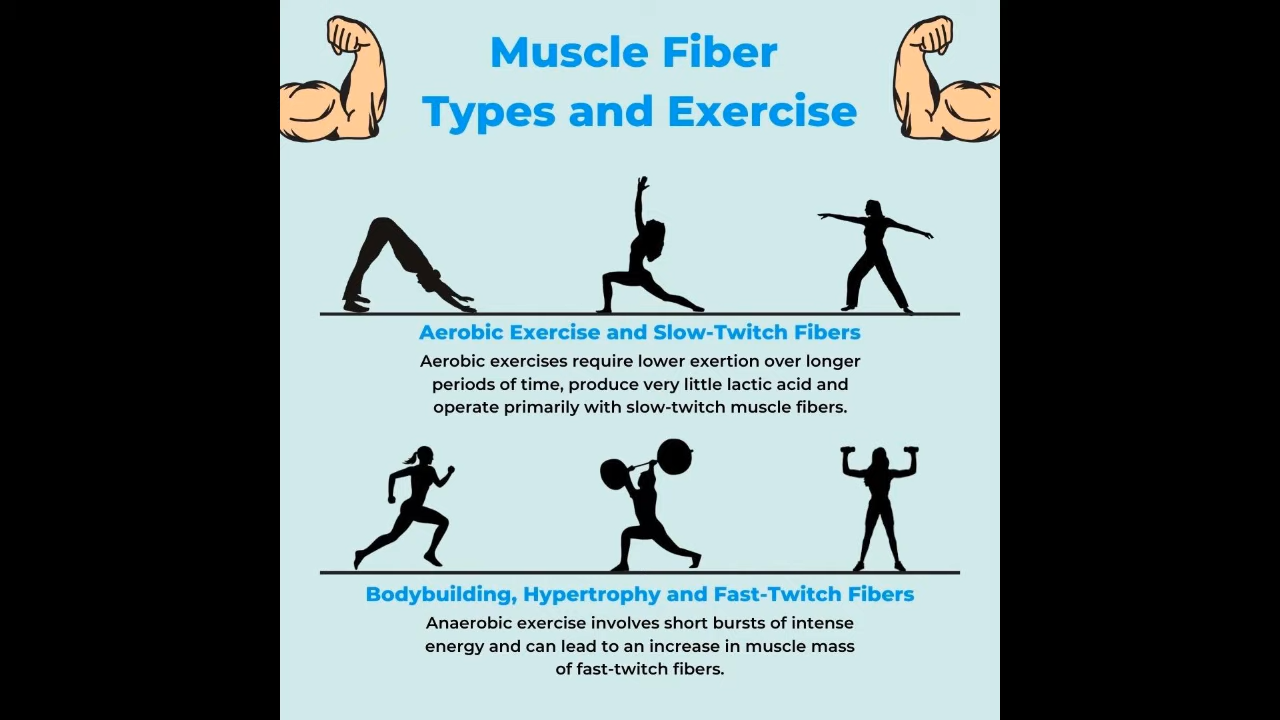 Muscle Fiber
Types and Exercise
Aerobic Exercise and Slow-Twitch Fibers
Aerobic exercises require lower exertion over longer
periods of time, produce very little lactic acid and
operate primarily with slow-twitch muscle fibers.
Bodybuilding, Hypertrophy and Fast-Twitch Fibers
Anaerobic exercise involves short bursts of intense
energy and can lead to an increase in muscle mass
of fast-twitch fibers.